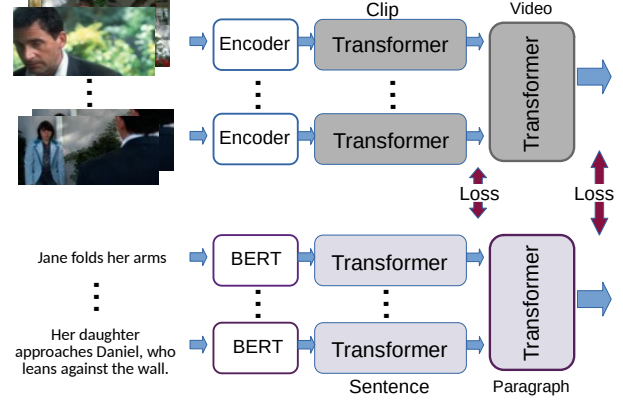 Clip
Video
Encoder
Transformer
Transformer
Encoder
Transformer
Loss
Loss
Jane folds her arms
BERT
Transformer
Transformer
Her daughter
approaches Daniel, who
leans against the wall.
BERT
Transformer
Sentence
Paragraph